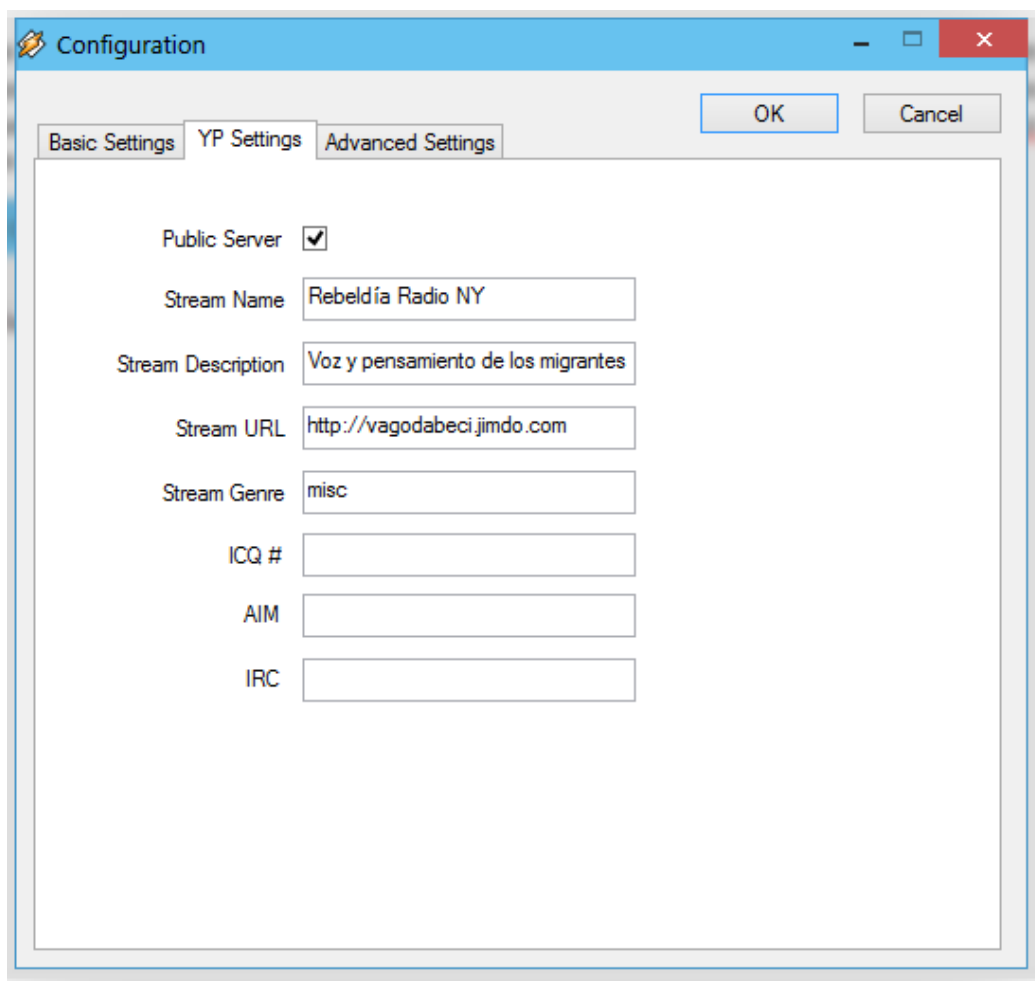 Configuration
OK
Cancel
Basic Settings
YP Settings
Advanced Settings
Public Server
Stream Name
Rebeldía Radio NY
Stream Description
Voz y pensamiento de los migrantes
Stream URL
http://vagodabeci.jimdo.com
Stream Genre
misc
ICQ #
AIM
IRC